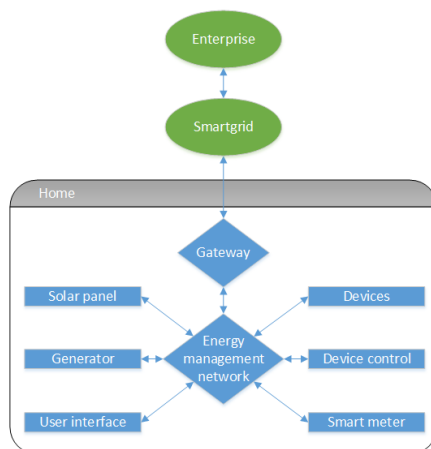 Enterprise
Smartgrid
Home
Gateway
Solar panel
Devices
Energy
management
network
Generator
Device control
User interface
Smart meter